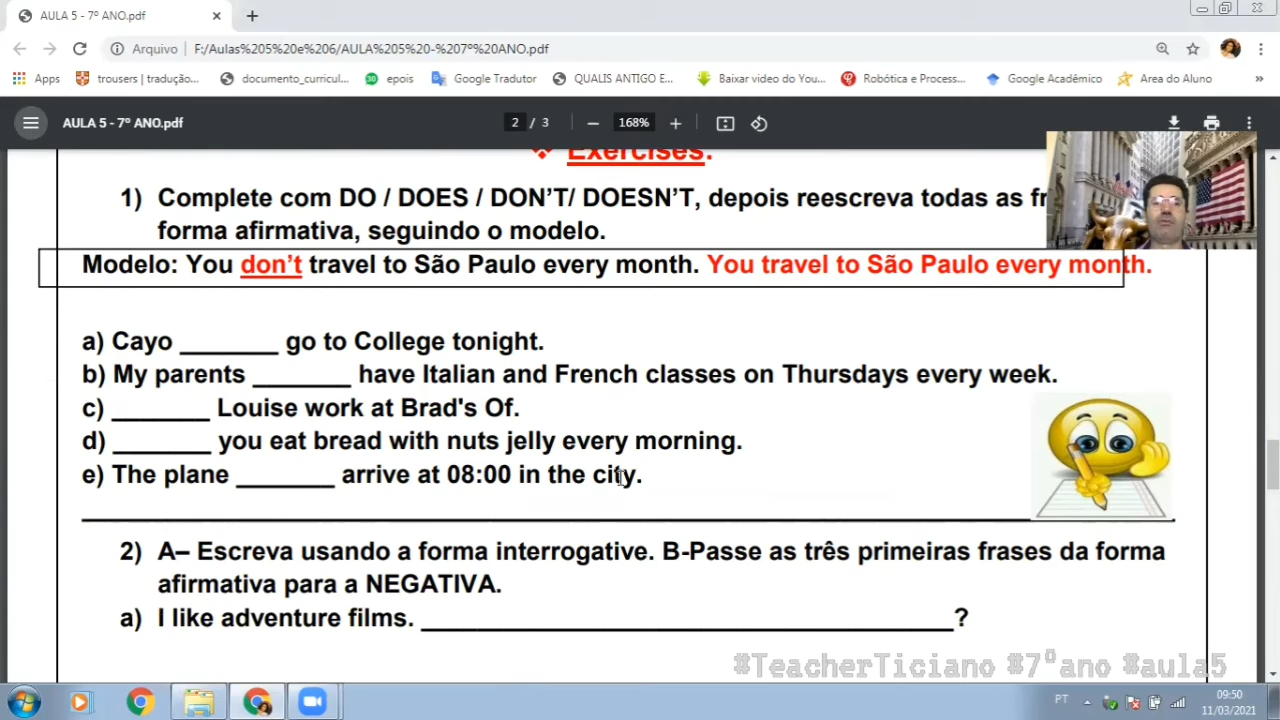 AULA 5 - 7º ANO.pdf
Arquivo F:/Aulas%205%20e%206/AULA%205%20-%207º%20ANO.pdf
Apps trousers | tradução... documento_curricul... epois Google Tradutor QUALIS ANTIGO E... Baixar video do You... Robótica e Process... Google Acadêmico Area do Aluno »
AULA 5 - 7º ANO.pdf 2 / 3 168%
Exercises:
1) Complete com DO / DOES / DON'T/ DOESN'T, depois reescreva todas as fr
forma afirmativa, seguindo o modelo.
Modelo: You don't travel to São Paulo every month. You travel to São Paulo every month.
a) Cayo _______ go to College tonight.
b) My parents _______ have Italian and French classes on Thursdays every week.
c) _______ Louise work at Brad's Of.
d) _______ you eat bread with nuts jelly every morning.
e) The plane _______ arrive at 08:00 in the city.
2) A– Escreva usando a forma interrogative. B-Passe as três primeiras frases da forma
afirmativa para a NEGATIVA.
a) I like adventure films. ______________________________________?
#TeacherTiciano #7ºano #aula5
PT 09:50
11/03/2021